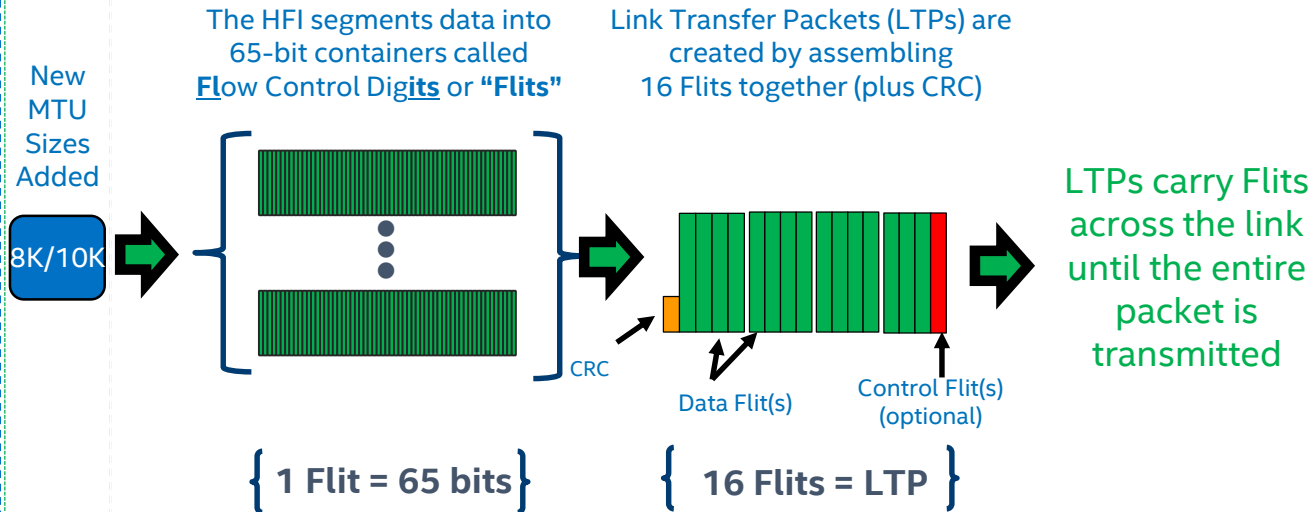 New
MTU
Sizes
Added
8K/10K
The HFI segments data into
65-bit containers called
Flow Control Digits or “Flits”
Link Transfer Packets (LTPs) are
created by assembling
16 Flits together (plus CRC)
CRC
Data Flit(s)
Control Flit(s)
(optional)
LTPs carry Flits
across the link
until the entire
packet is
transmitted
{ 1 Flit = 65 bits }
{ 16 Flits = LTP }